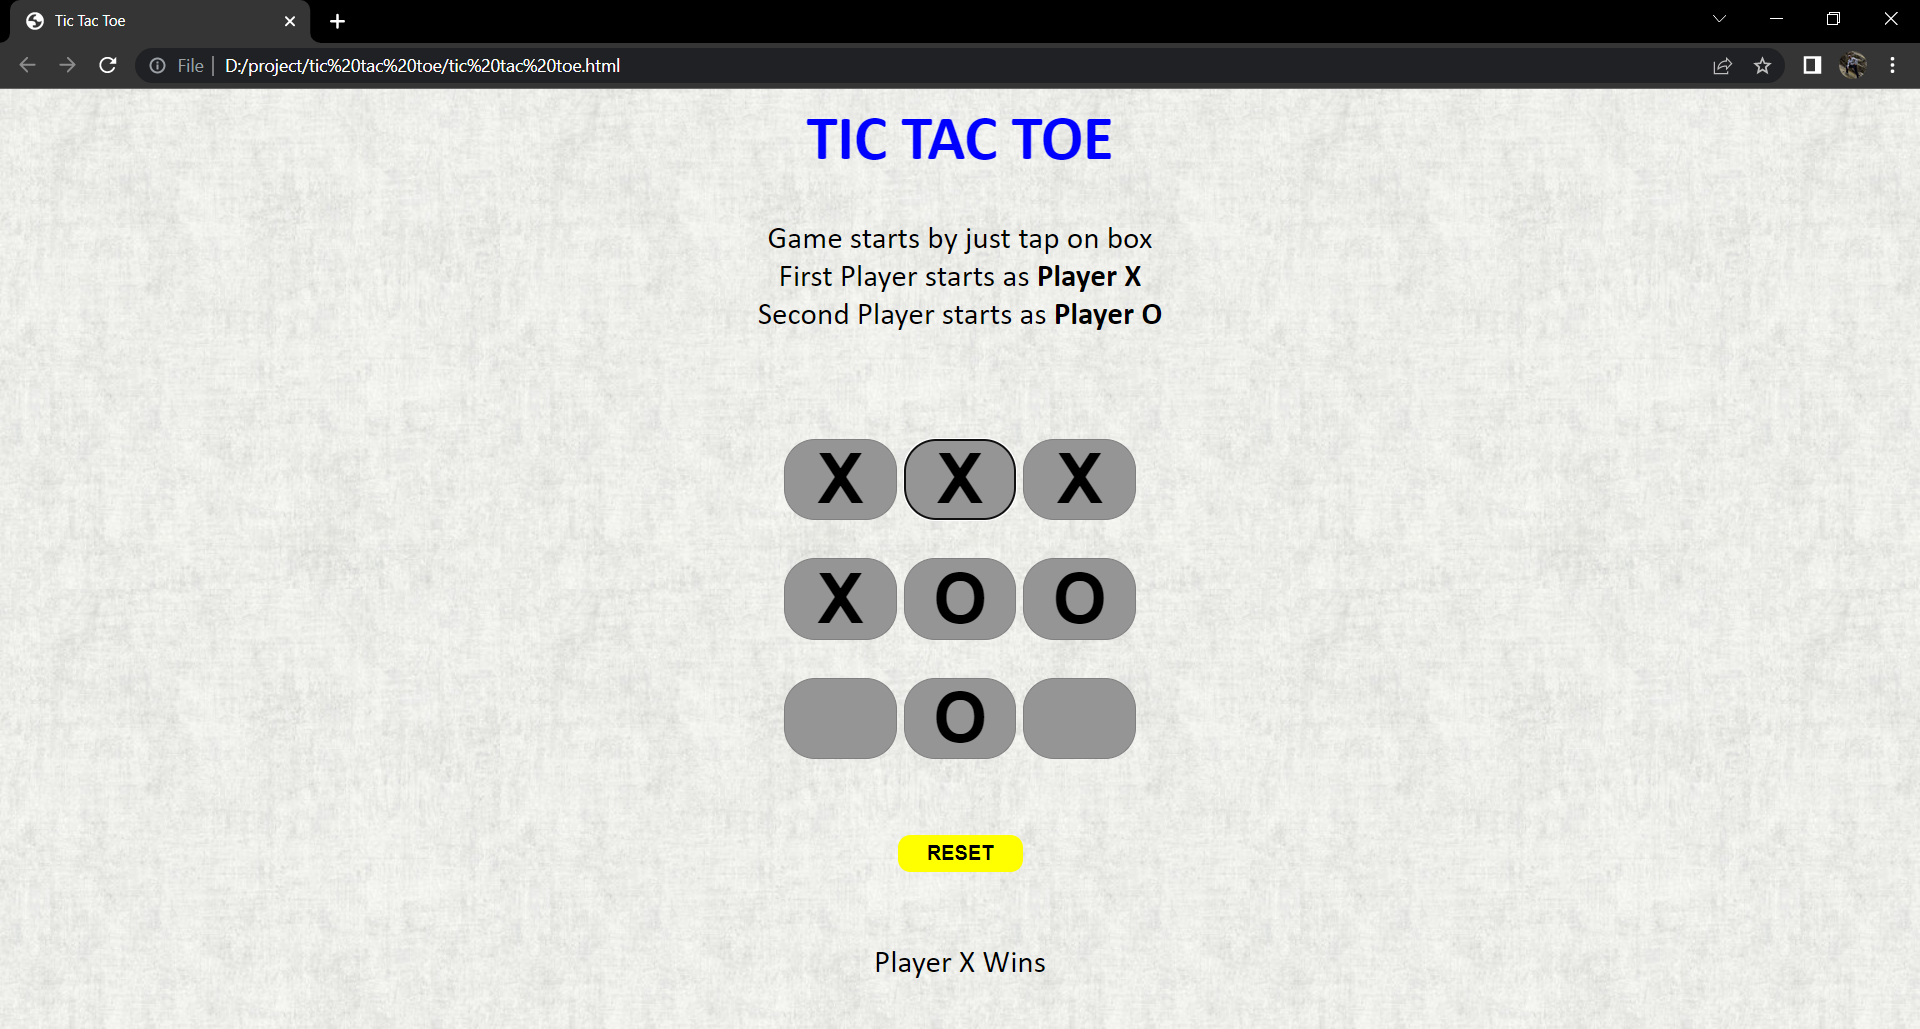 Tic Tac Toe
File | D:/project/tic%20tac%20toe/tic%20tac%20toe.html
TIC TAC TOE
Game starts by just tap on box
First Player starts as Player X
Second Player starts as Player O
X X X
X O O
O
RESET
Player X Wins